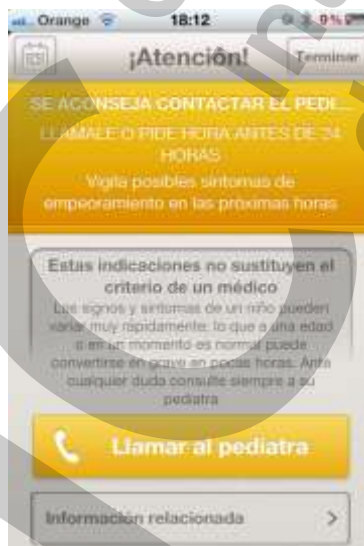 Orange 18:12 9%
¡Atención! Terminar
SE ACONSEJA CONTACTAR EL PEDI...
LLAMALE O PIDE HORA ANTES DE 24
HORAS
Vigila posibles síntomas de
empeoramiento en las próximas horas
Estas indicaciones no sustituyen el
criterio de un médico
Los signos y síntomas de un niño pueden
variar muy rápidamente: lo que a una edad
o en un momento es normal puede
convertirse en grave en pocas horas. Ante
cualquier duda consulte siempre a su
pediatra
Llamar al pediatra
Información relacionada